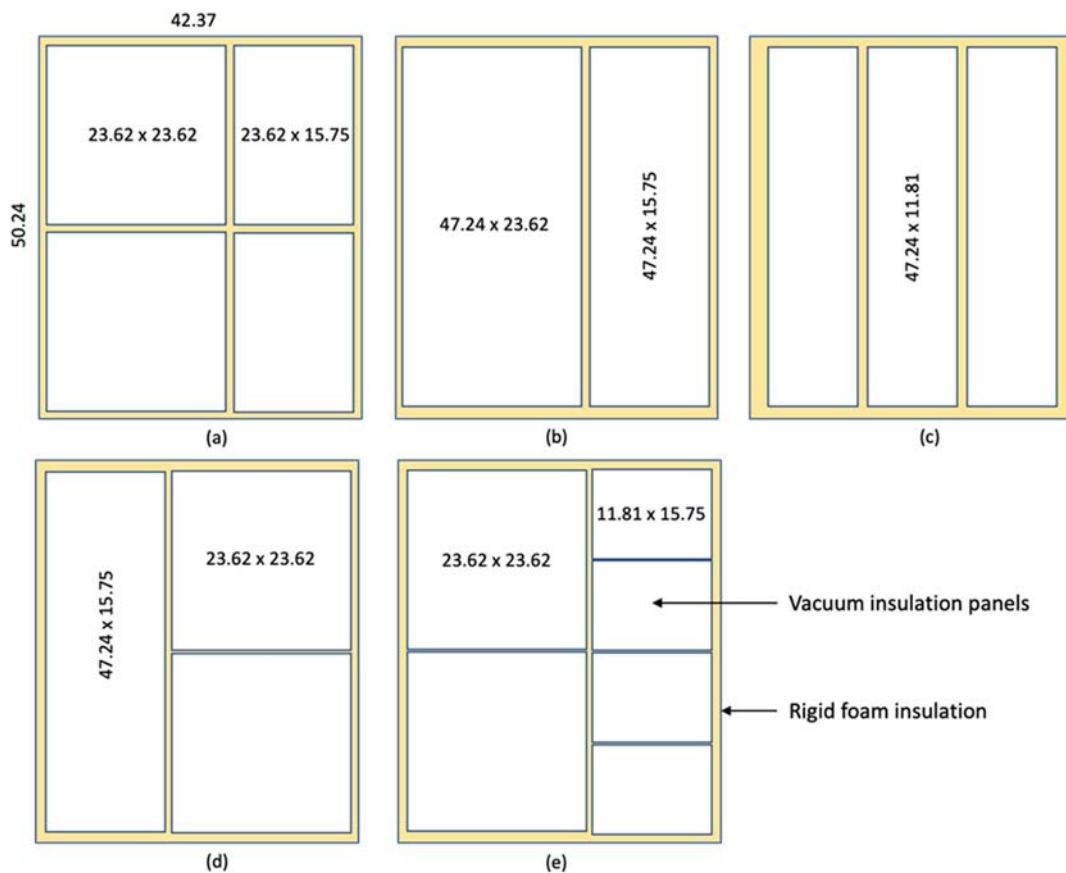 42.37
50.24
23.62 x 23.62
23.62 x 15.75
(a)
47.24 x 23.62
47.24 x 15.75
(b)
47.24 x 11.81
(c)
47.24 x 15.75
23.62 x 23.62
(d)
23.62 x 23.62
11.81 x 15.75
(e)
Vacuum insulation panels
Rigid foam insulation